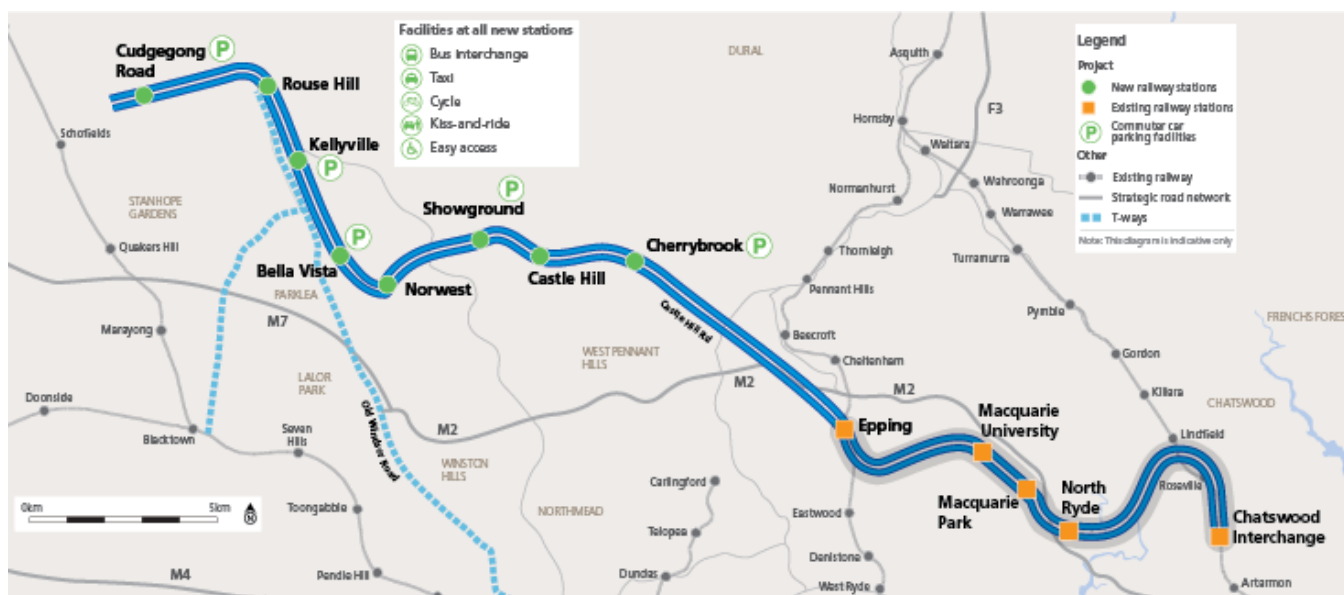 Cudgegong
Road
P
Rouse Hill
Kellyville
P
P
Bella Vista
Norwest
Showground
P
Castle Hill
Cherrybrook
P
Epping
Macquarie
University
Macquarie
Park
North
Ryde
Chatswood
Interchange
Facilities at all new stations
Bus interchange
Taxi
Cycle
Kiss-and-ride
Easy access
Legend
Project
New railway stations
Existing railway stations
P
Commuter car
parking facilities
Other
Existing railway
Strategic road network
T-ways
Note: This diagram is indicative only
Schofields
STANHOPE
GARDENS
Quakers Hill
PARKLEA
Marayong
M7
LALOR
PARK
Doonside
Blacktown
Seven
Hills
M2
Old Windsor Road
WINSTON
HILLS
Toongabbie
Pendle Hill
M4
NORTHMEAD
0km
5km
N
DURAL
Asquith
F3
Hornsby
Waitara
Wahroonga
Normanhurst
Warrawee
Thornleigh
Turramurra
Pennant Hills
Pymble
Castle Hill Rd
Beecroft
WEST PENNANT
HILLS
Cheltenham
M2
M2
Gordon
Killara
FRENCHS FORES
CHATSWOOD
Lindfield
Roseville
Carlingford
Telopea
Dundas
Eastwood
Denistone
West Ryde
Artarmon